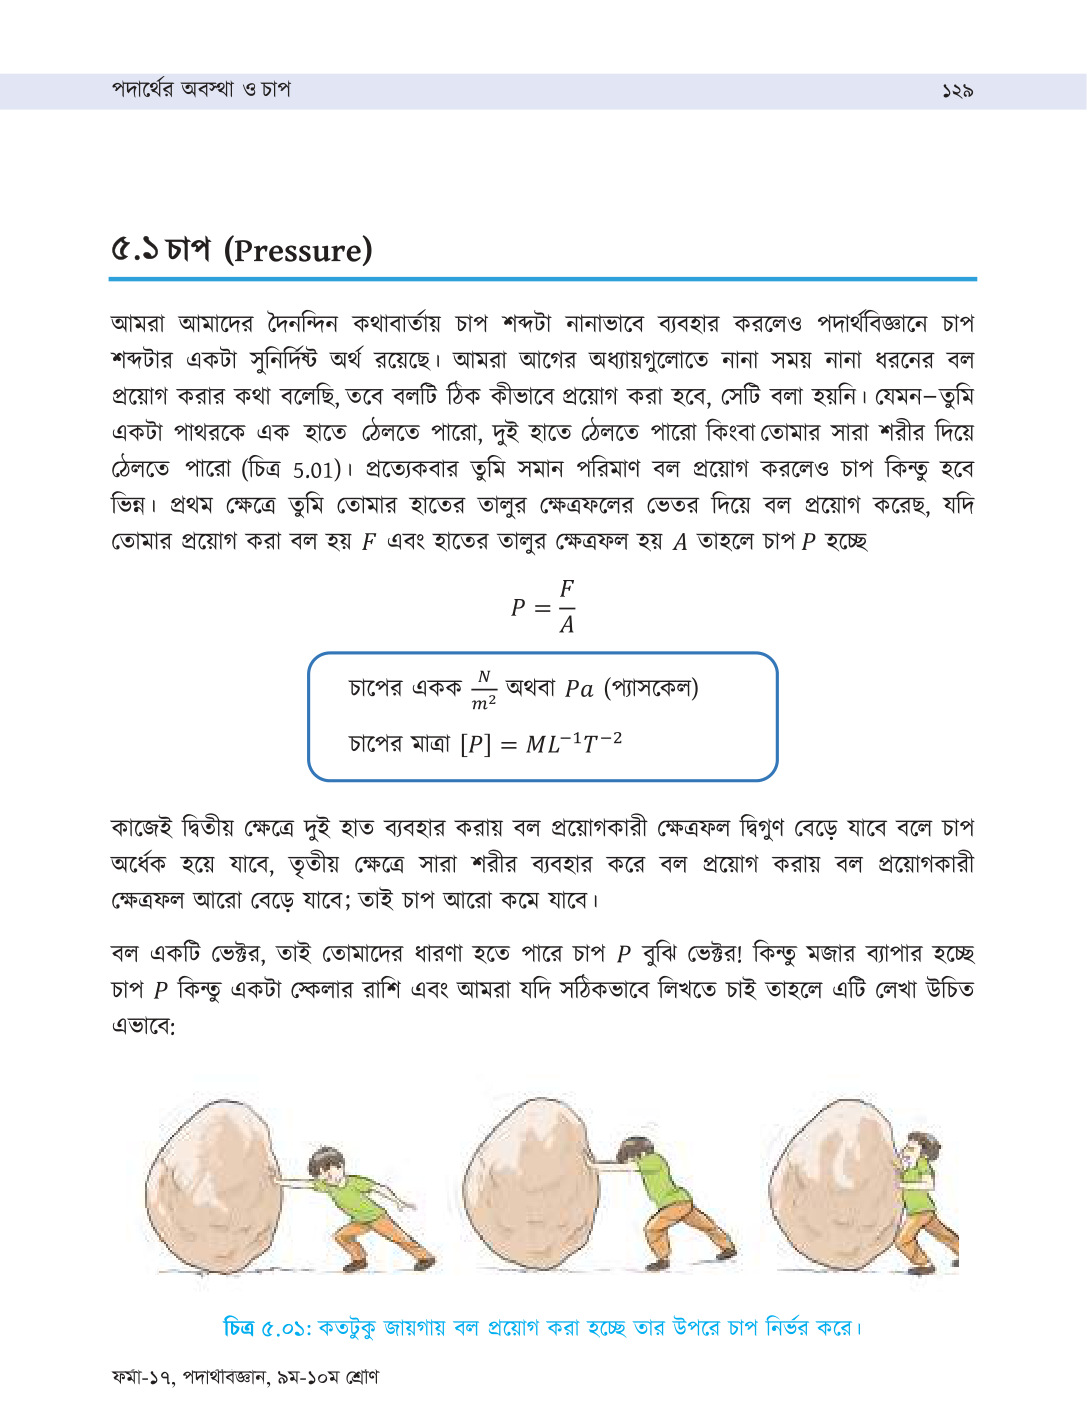 পদার্থের অবস্থা ও চাপ ১২৯
৫.১ চাপ (Pressure)
আমরা আমাদের দৈনন্দিন কথাবার্তায় চাপ শব্দটা নানাভাবে ব্যবহার করলেও পদার্থবিজ্ঞানে চাপ
শব্দটার একটা সুনির্দিষ্ট অর্থ রয়েছে। আমরা আগের অধ্যায়গুলোতে নানা সময় নানা ধরনের বল
প্রয়োগ করার কথা বলেছি, তবে বলটি ঠিক কীভাবে প্রয়োগ করা হবে, সেটি বলা হয়নি। যেমন–তুমি
একটা পাথরকে এক হাতে ঠেলতে পারো, দুই হাতে ঠেলতে পারো কিংবা তোমার সারা শরীর দিয়ে
ঠেলতে পারো (চিত্র 5.01)। প্রত্যেকবার তুমি সমান পরিমাণ বল প্রয়োগ করলেও চাপ কিন্তু হবে
ভিন্ন। প্রথম ক্ষেত্রে তুমি তোমার হাতের তালুর ক্ষেত্রফলের ভেতর দিয়ে বল প্রয়োগ করেছ, যদি
তোমার প্রয়োগ করা বল হয় F এবং হাতের তালুর ক্ষেত্রফল হয় A তাহলে চাপ P হচ্ছে
P = F/A
চাপের একক N/m² অথবা Pa (প্যাসকেল)
চাপের মাত্রা [P] = ML⁻¹T⁻²
কাজেই দ্বিতীয় ক্ষেত্রে দুই হাত ব্যবহার করায় বল প্রয়োগকারী ক্ষেত্রফল দ্বিগুণ বেড়ে যাবে বলে চাপ
অর্ধেক হয়ে যাবে, তৃতীয় ক্ষেত্রে সারা শরীর ব্যবহার করে বল প্রয়োগ করায় বল প্রয়োগকারী
ক্ষেত্রফল আরো বেড়ে যাবে; তাই চাপ আরো কমে যাবে।
বল একটি ভেক্টর, তাই তোমাদের ধারণা হতে পারে চাপ P বুঝি ভেক্টর! কিন্তু মজার ব্যাপার হচ্ছে
চাপ P কিন্তু একটা স্কেলার রাশি এবং আমরা যদি সঠিকভাবে লিখতে চাই তাহলে এটি লেখা উচিত
এভাবে:
চিত্র ৫.০১: কতটুকু জায়গায় বল প্রয়োগ করা হচ্ছে তার উপরে চাপ নির্ভর করে।
ফর্মা-১৭, পদার্থবিজ্ঞান, ৯ম-১০ম শ্রেণি